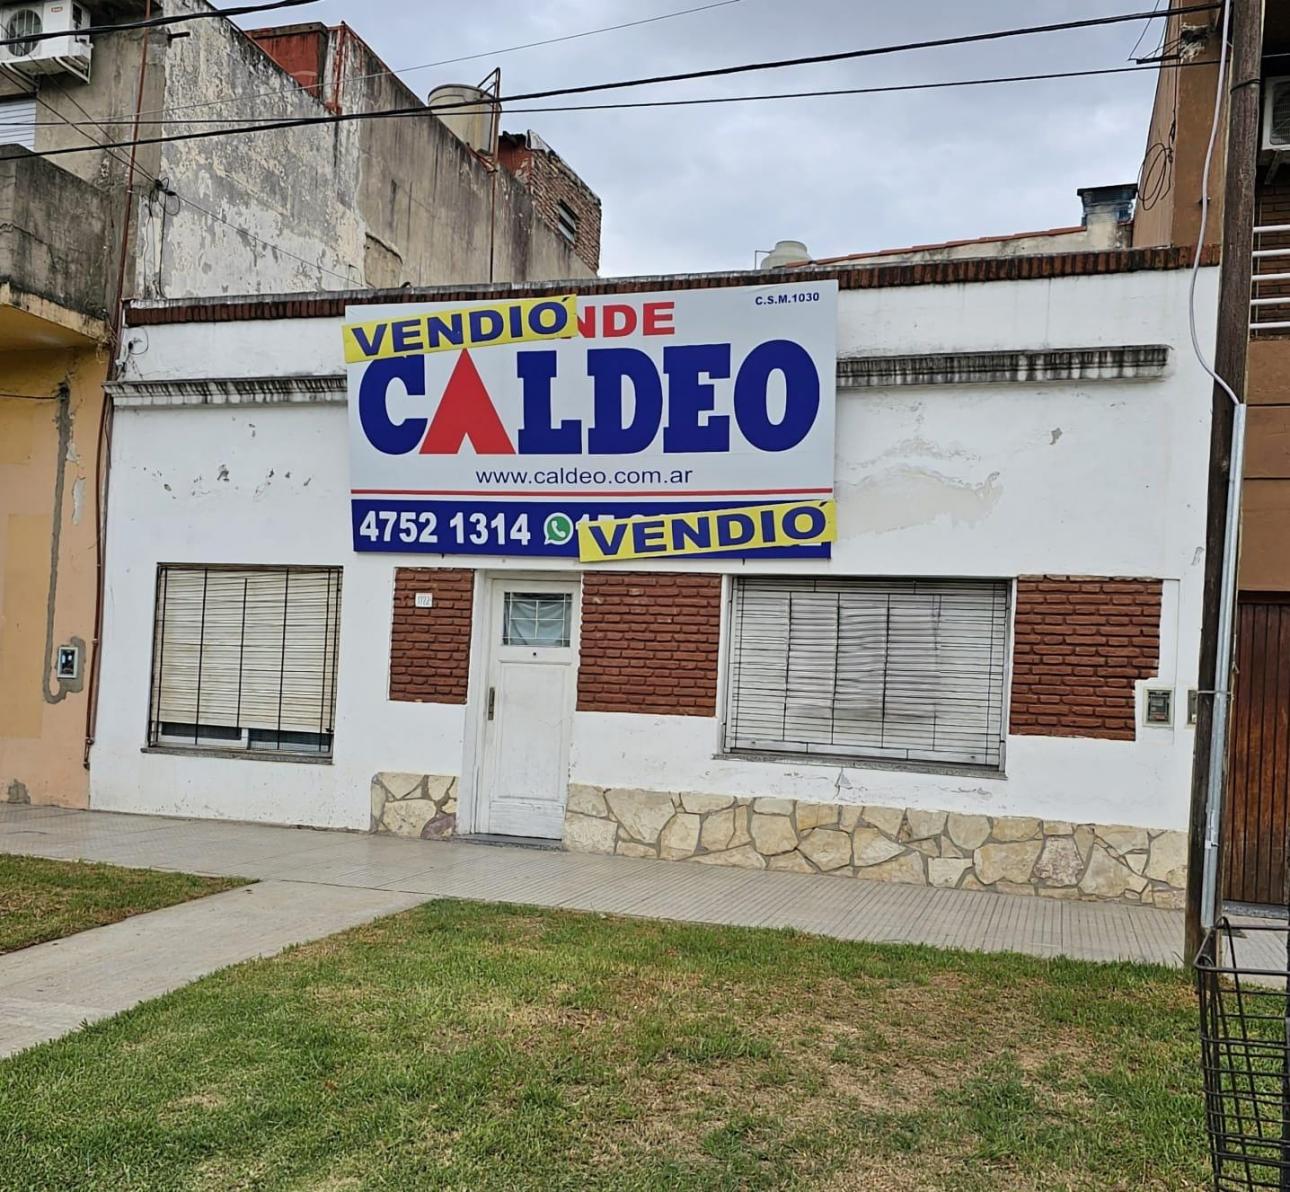 C.S.M.1030
VENDIÓ NDE
CALDEO
www.caldeo.com.ar
4752 1314
VENDIÓ